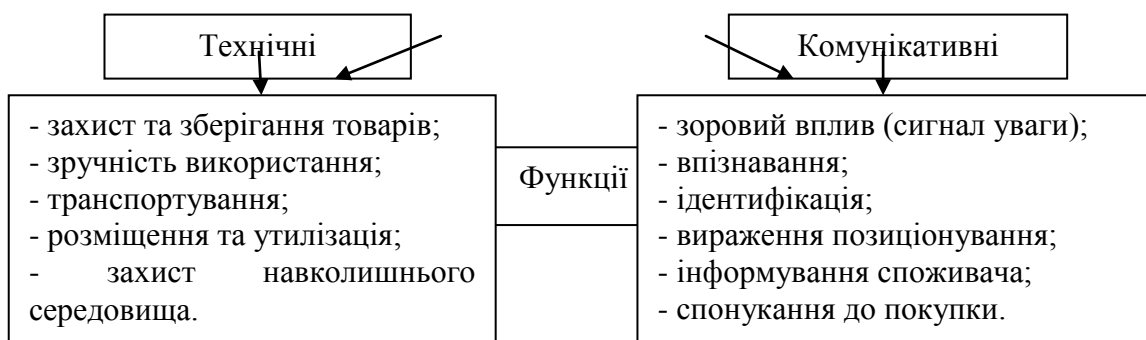 Технічні
Комунікативні
- захист та зберігання товарів;
- зручність використання;
- транспортування;
- розміщення та утилізація;
- захист навколишнього
середовища.
Функції
- зоровий вплив (сигнал уваги);
- впізнавання;
- ідентифікація;
- вираження позиціонування;
- інформування споживача;
- спонукання до покупки.